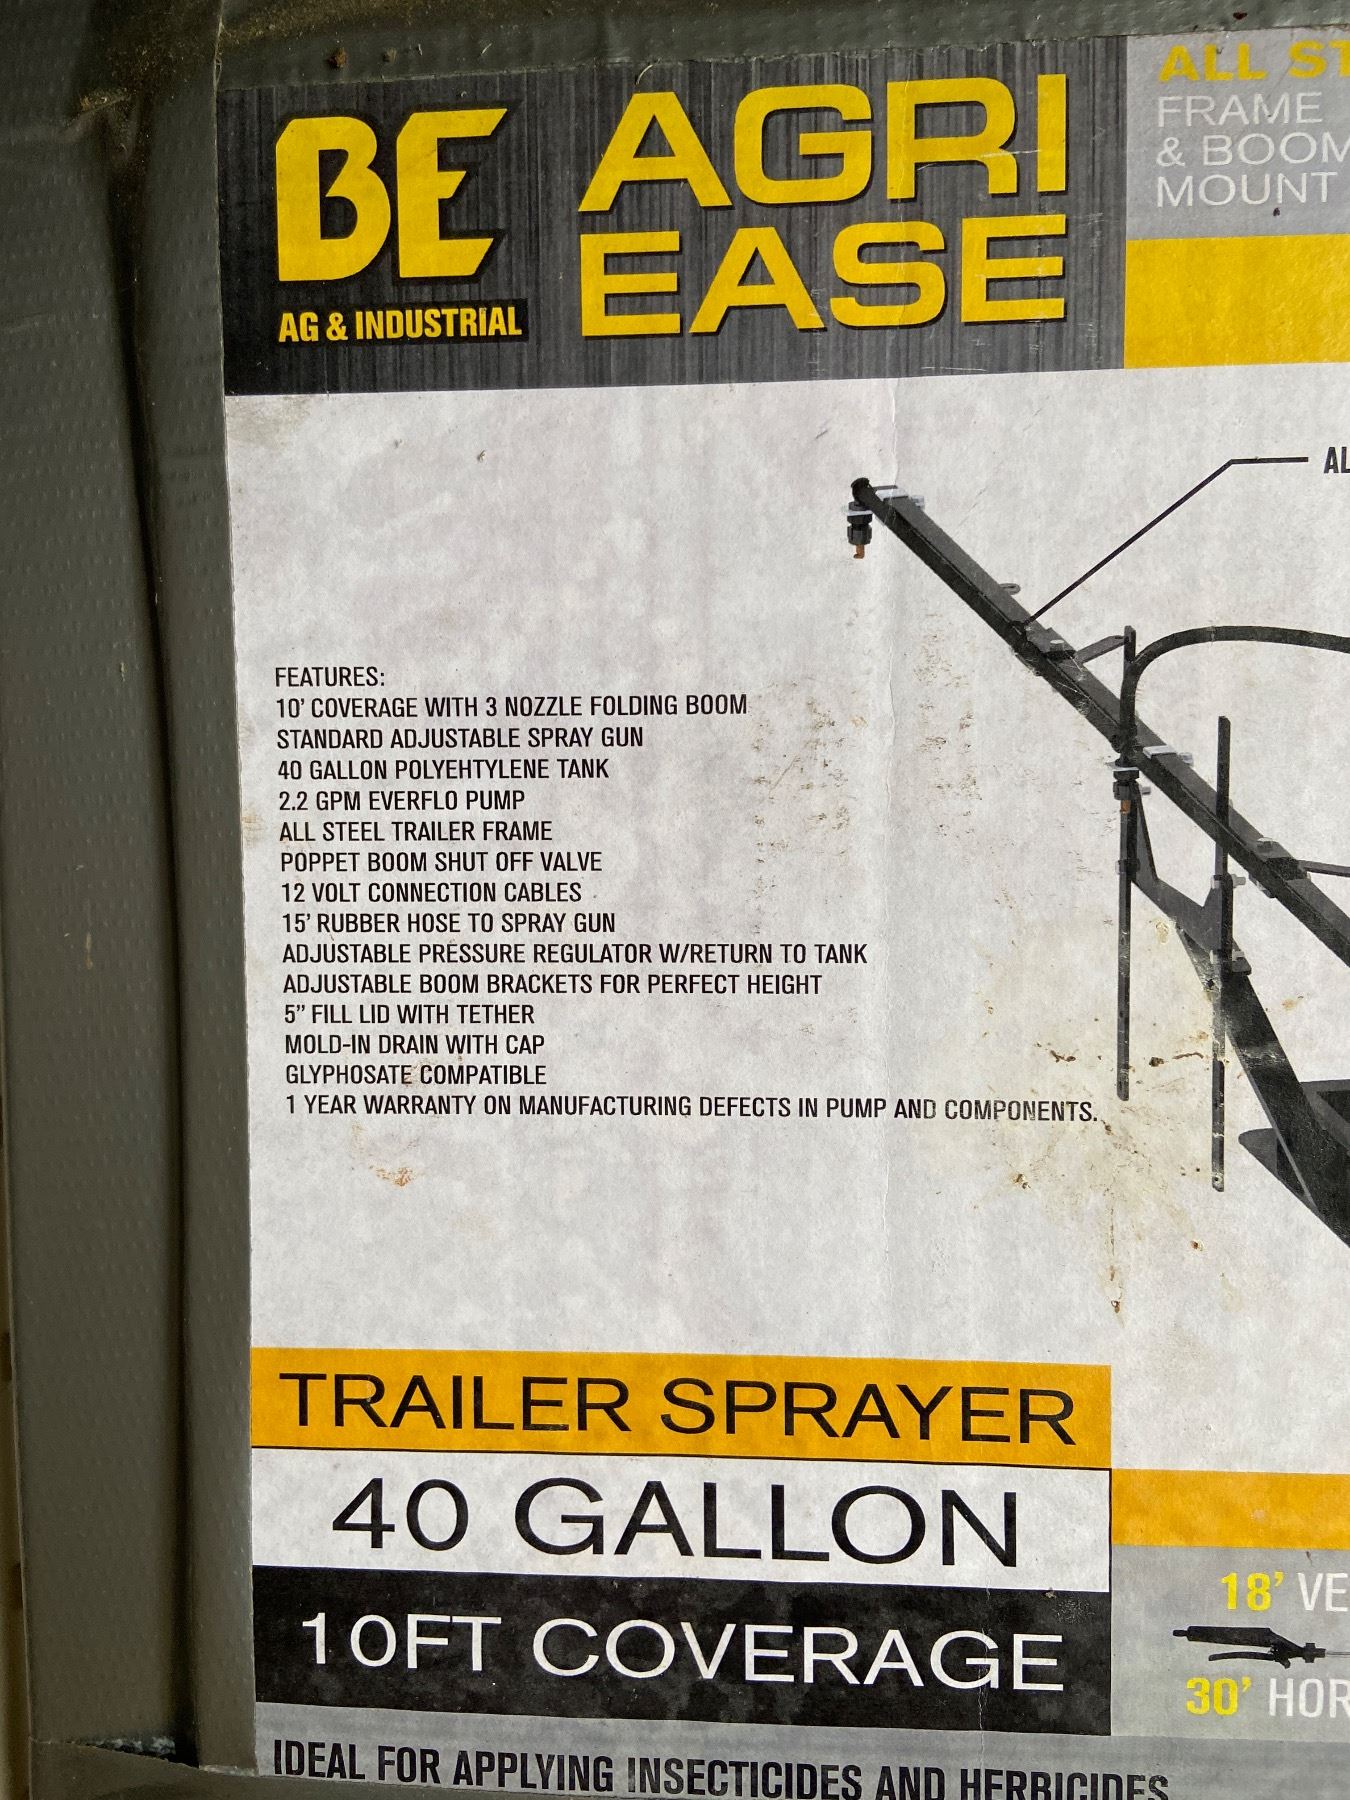 BE
AG & INDUSTRIAL
AGRI
EASE
ALL
FRAME
& BOOM
MOUNT
FEATURES:
10' COVERAGE WITH 3 NOZZLE FOLDING BOOM
STANDARD ADJUSTABLE SPRAY GUN
40 GALLON POLYEHTYLENE TANK
2.2 GPM EVERFLO PUMP
ALL STEEL TRAILER FRAME
POPPET BOOM SHUT OFF VALVE
12 VOLT CONNECTION CABLES
15' RUBBER HOSE TO SPRAY GUN
ADJUSTABLE PRESSURE REGULATOR W/RETURN TO TANK
ADJUSTABLE BOOM BRACKETS FOR PERFECT HEIGHT
5" FILL LID WITH TETHER
MOLD-IN DRAIN WITH CAP
GLYPHOSATE COMPATIBLE
1 YEAR WARRANTY ON MANUFACTURING DEFECTS IN PUMP AND COMPONENTS.
TRAILER SPRAYER
40 GALLON
10FT COVERAGE
18'
30'
IDEAL FOR APPLYING INSECTICIDES AND HERBICIDES